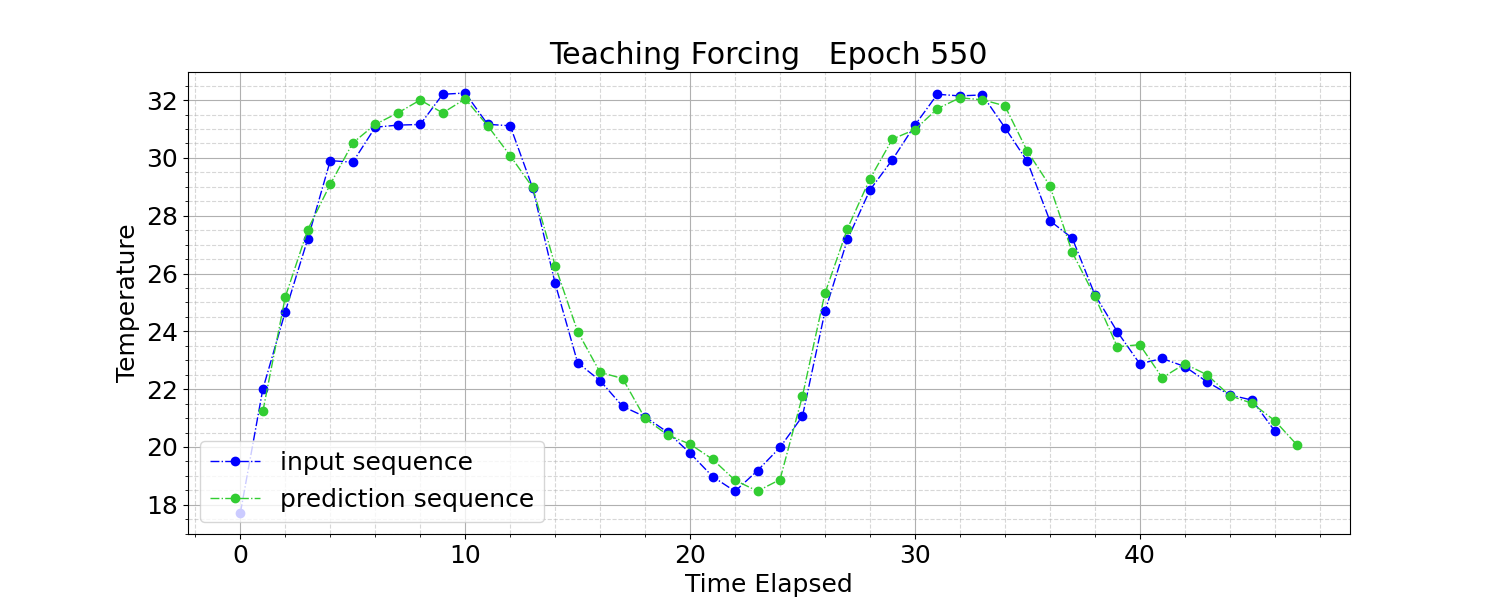 Teaching Forcing   Epoch 550
32
30
28
26
24
22
20
18
Temperature
input sequence
prediction sequence
0 10 20 30 40
Time Elapsed